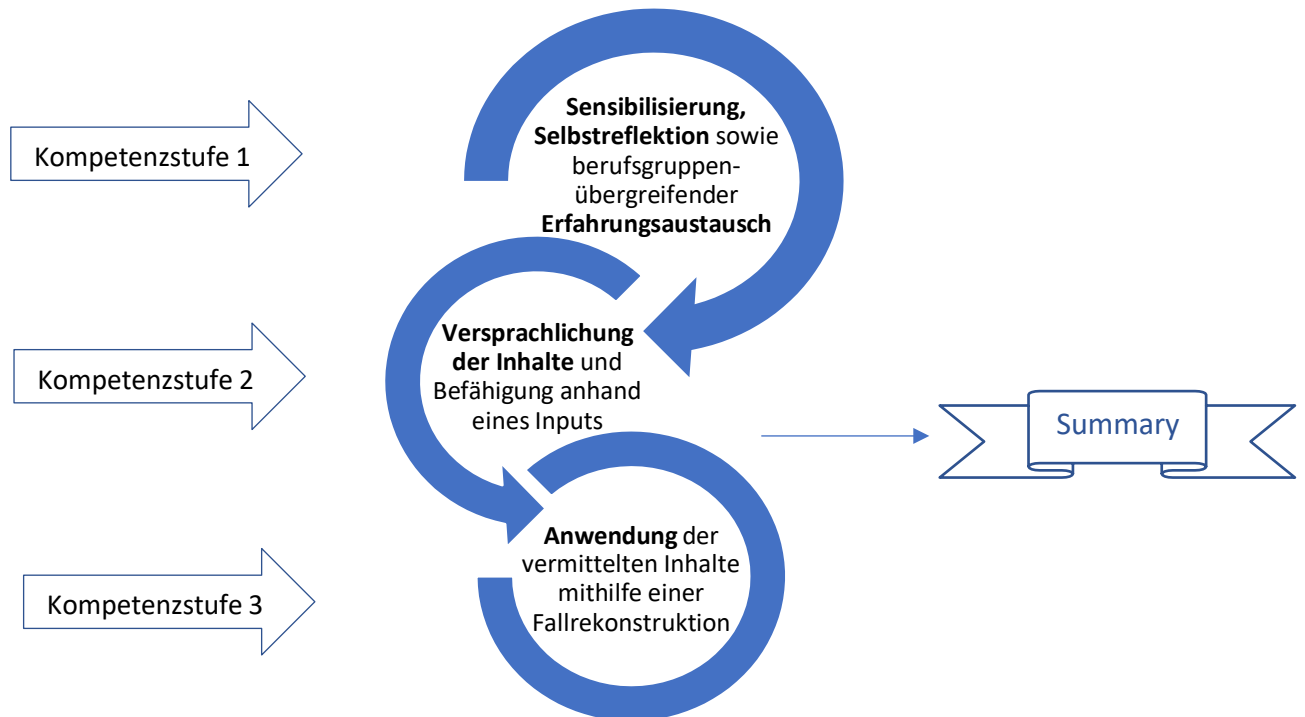 Kompetenzstufe 1
Sensibilisierung,
Selbstreflektion sowie
berufsgruppen-
übergreifender
Erfahrungsaustausch
Kompetenzstufe 2
Versprachlichung
der Inhalte und
Befähigung anhand
eines Inputs
Summary
Kompetenzstufe 3
Anwendung der
vermittelten Inhalte
mithilfe einer
Fallrekonstruktion